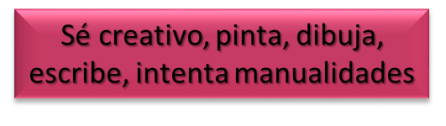 Sé creativo, pinta, dibuja,
escribe, intenta manualidades